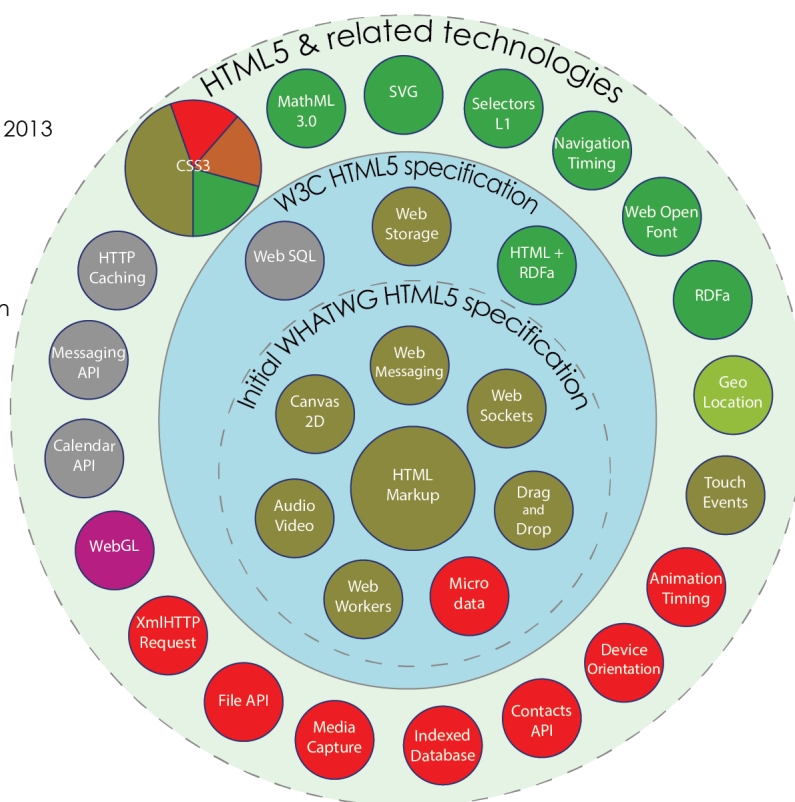 HTML5 & related technologies
2013
MathML
3.0
SVG
Selectors
L1
Navigation
Timing
CSS3
W3C HTML5 specification
Web
Storage
Web Open
Font
Web SQL
HTML +
RDFa
HTTP
Caching
RDFa
n
Initial WHATWG HTML5 specification
Messaging
API
Web
Messaging
Geo
Location
Canvas
2D
Web
Sockets
Calendar
API
HTML
Markup
Touch
Events
Audio
Video
Drag
and
Drop
WebGL
Web
Workers
Micro
data
Animation
Timing
XmlHTTP
Request
Device
Orientation
File API
Contacts
API
Media
Capture
Indexed
Database